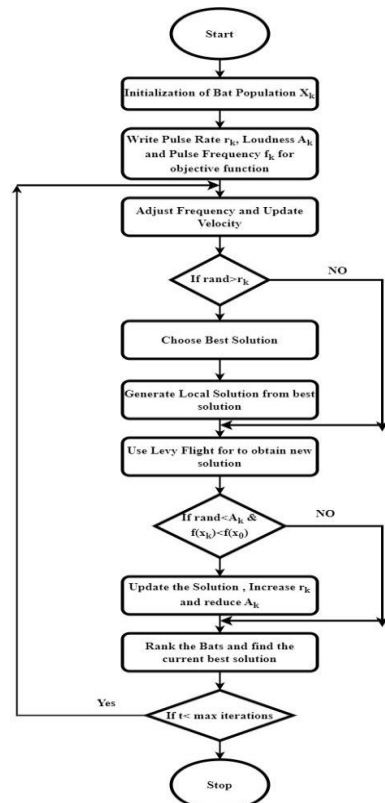 Start
Initialization of Bat Population Xk
Write Pulse Rate rk, Loudness Ak
and Pulse Frequency fk for
objective function
Adjust Frequency and Update
Velocity
If rand>rk
NO
Choose Best Solution
Generate Local Solution from best
solution
Use Levy Flight for to obtain new
solution
If rand<Ak &
f(xk)<f(x0)
NO
Update the Solution , Increase rk
and reduce Ak
Rank the Bats and find the
current best solution
Yes
If t< max iterations
Stop